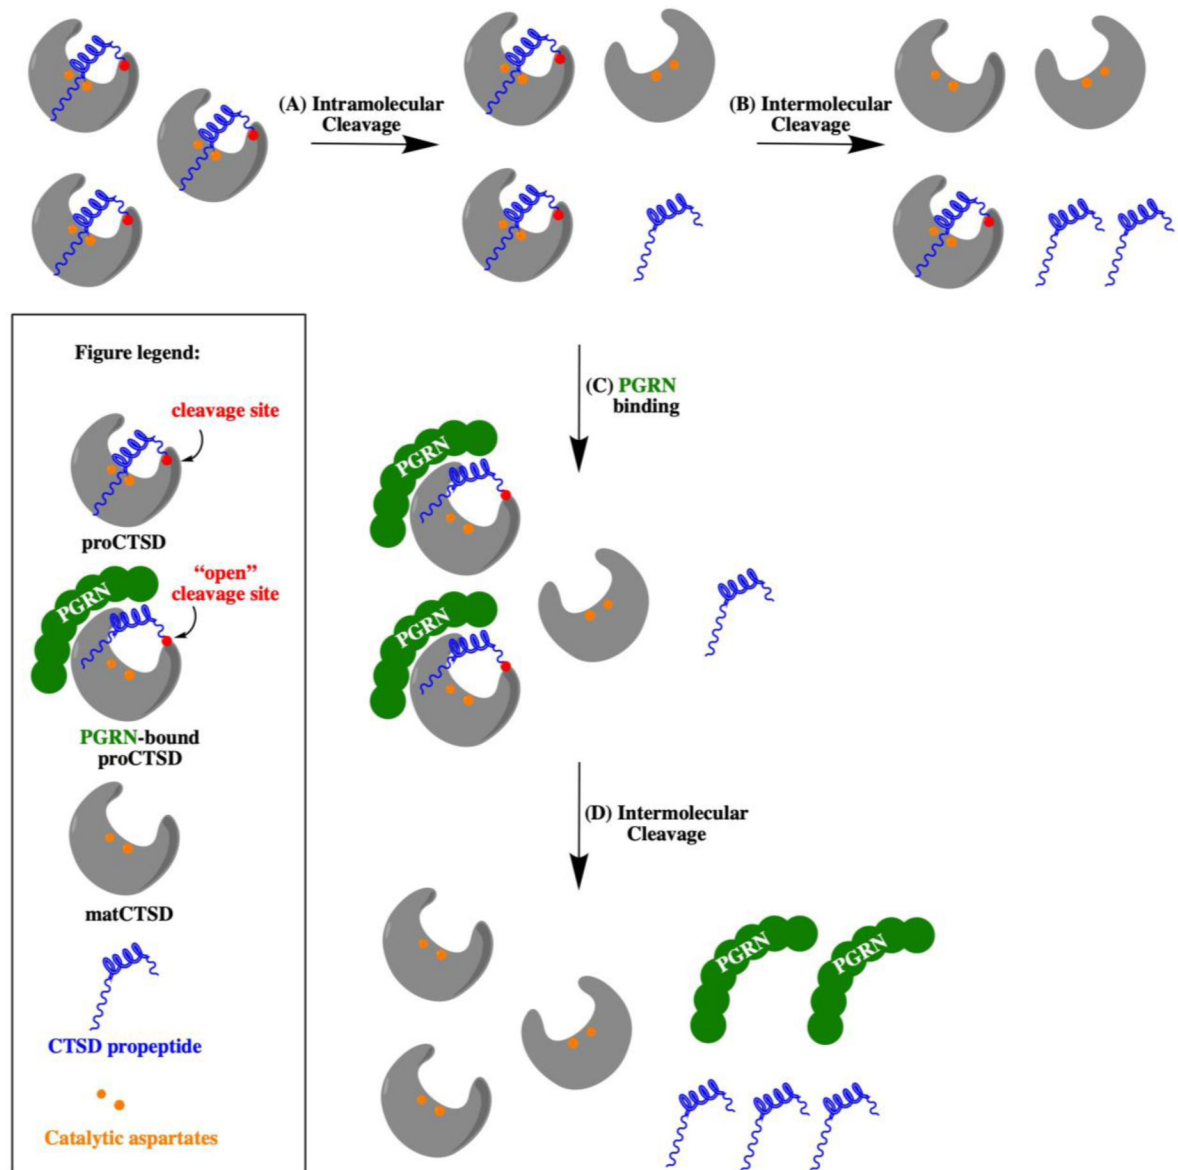 (A) Intramolecular
Cleavage
(B) Intermolecular
Cleavage
Figure legend:
cleavage site
proCTSD
PGRN
"open"
cleavage site
PGRN-bound
proCTSD
matCTSD
CTSD propeptide
Catalytic aspartates
(C) PGRN
binding
PGRN
PGRN
(D) Intermolecular
Cleavage
PGRN
PGRN